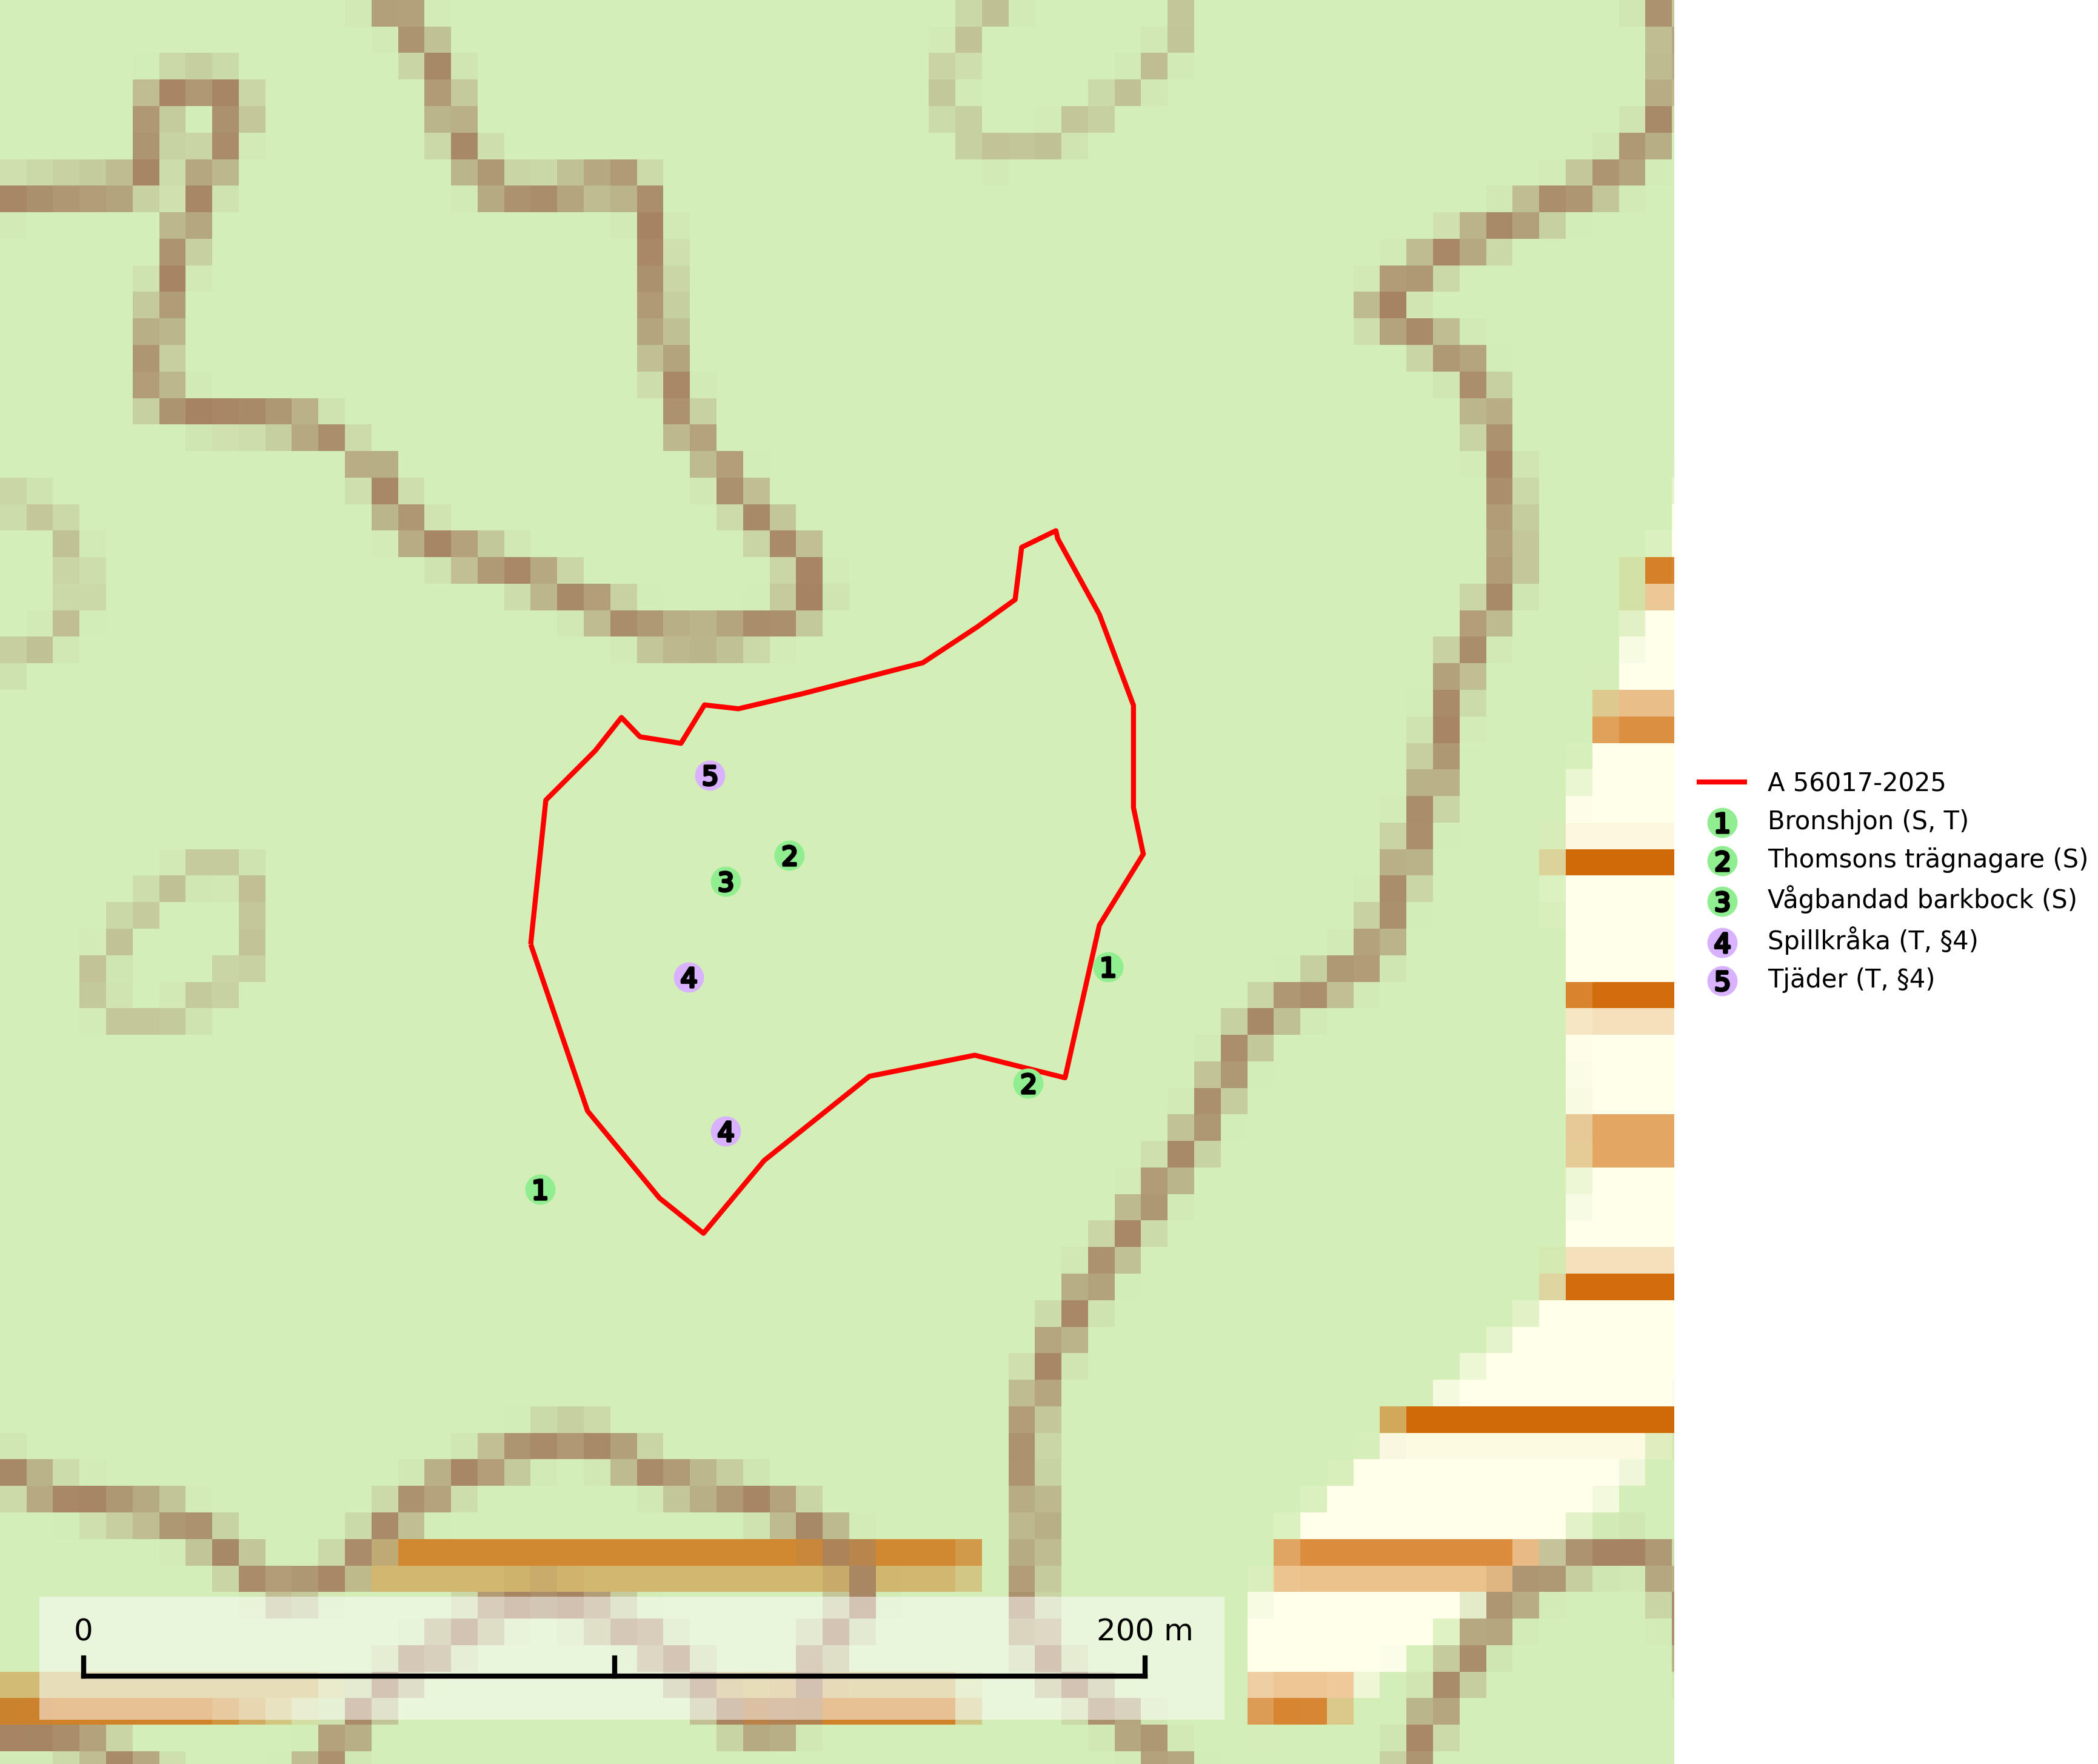 5
2
3
4
1
2
4
1
A 56017-2025
1 Bronshjon (S, T)
2 Thomsons trägnagare (S)
3 Vågbandad barkbock (S)
4 Spillkråka (T, §4)
5 Tjäder (T, §4)
0 200 m